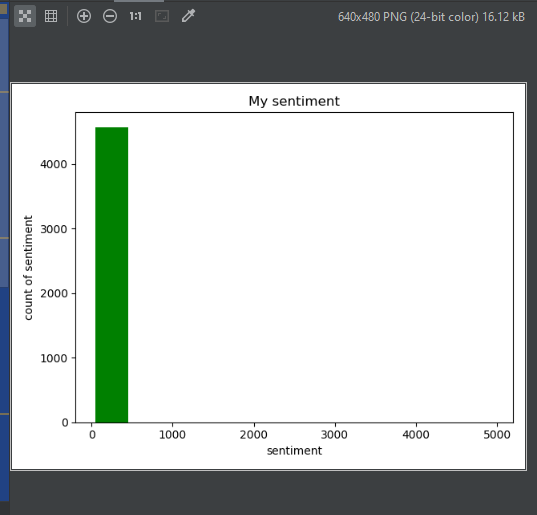 1:1
640x480 PNG (24-bit color) 16.12 kB
My sentiment
count of sentiment
4000
3000
2000
1000
0
0 1000 2000 3000 4000 5000
sentiment